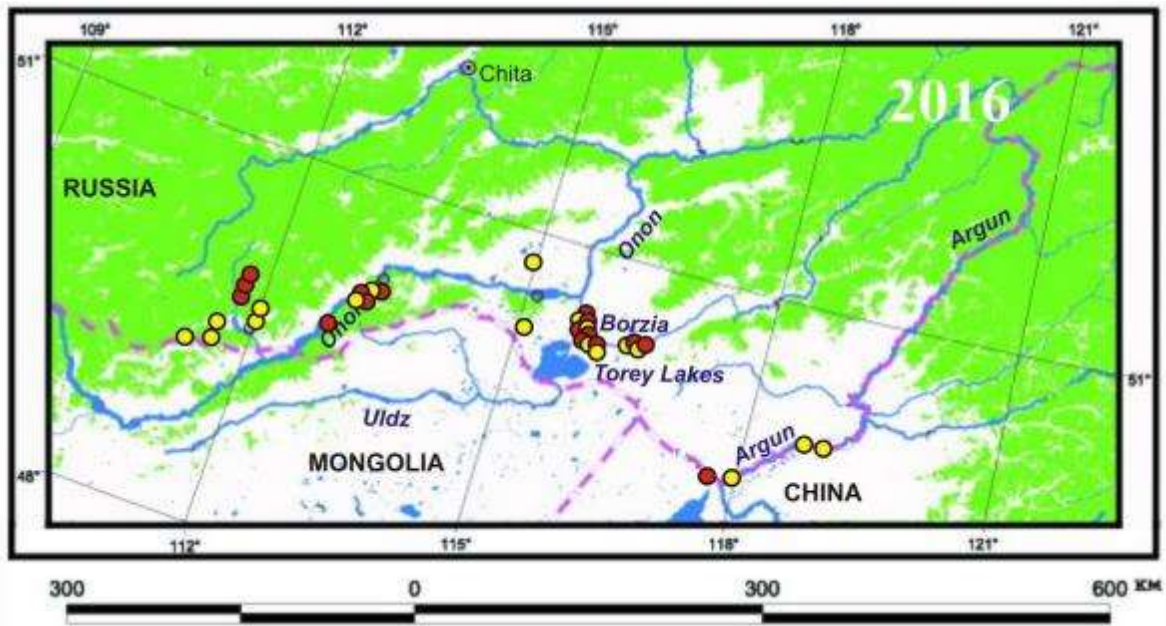 109° 112° 115° 118° 121°
51°
Chita
2016
RUSSIA
Onon
Argun
Onon
Borzia
Torey Lakes
51°
Uldz
Argun
MONGOLIA
48°
CHINA
112° 115° 118° 121°
300 0 300 600 КМ